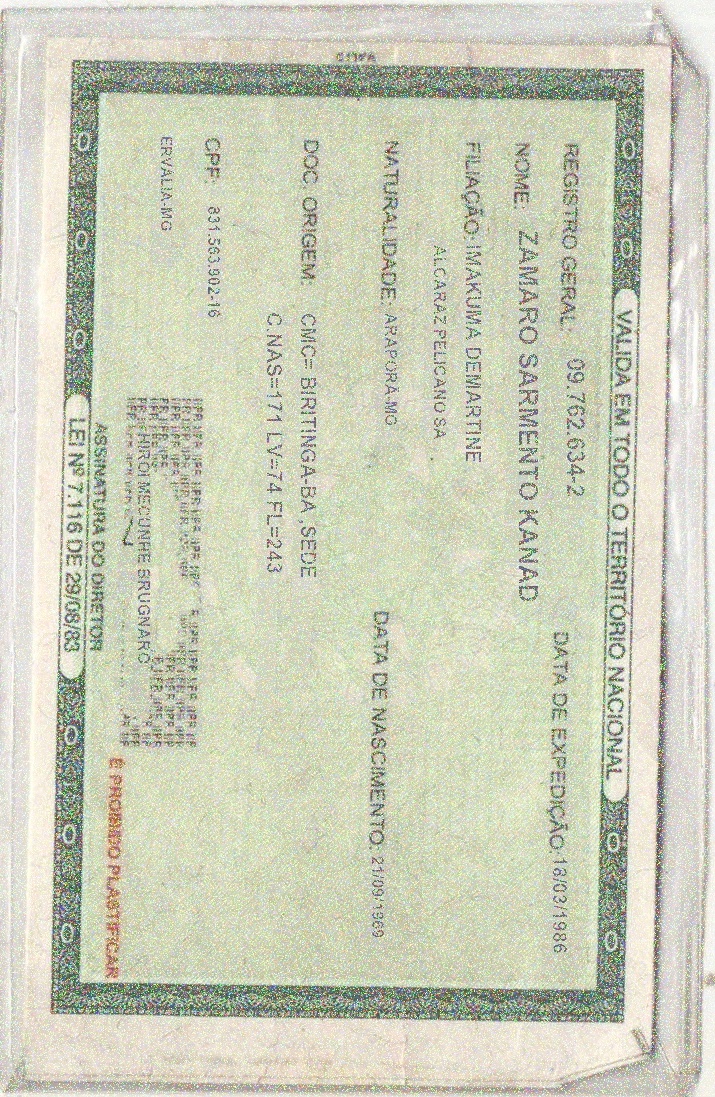 VÁLIDA EM TODO O TERRITÓRIO NACIONAL
REGISTRO GERAL: 09.762.634-2 DATA DE EXPEDIÇÃO: 18/03/1986
NOME: ZAMARO SARMENTO KANAD
FILIAÇÃO: IMAKUMA DEMARTINE
ALCARAZ PELICANO SA
NATURALIDADE: ARAPORÃ-MG DATA DE NASCIMENTO: 21/09/1969
DOC. ORIGEM: CMC= BIRITINGA-BA ,SEDE
C.NAS=171 LV=74 FL=243
CPF: 831.563.902-16
ERVALIA-MG
HIROI MECUNHE BRUGNARO
ASSINATURA DO DIRETOR
É PROIBIDO PLASTIFICAR
LEI Nº 7.116 DE 29/08/83